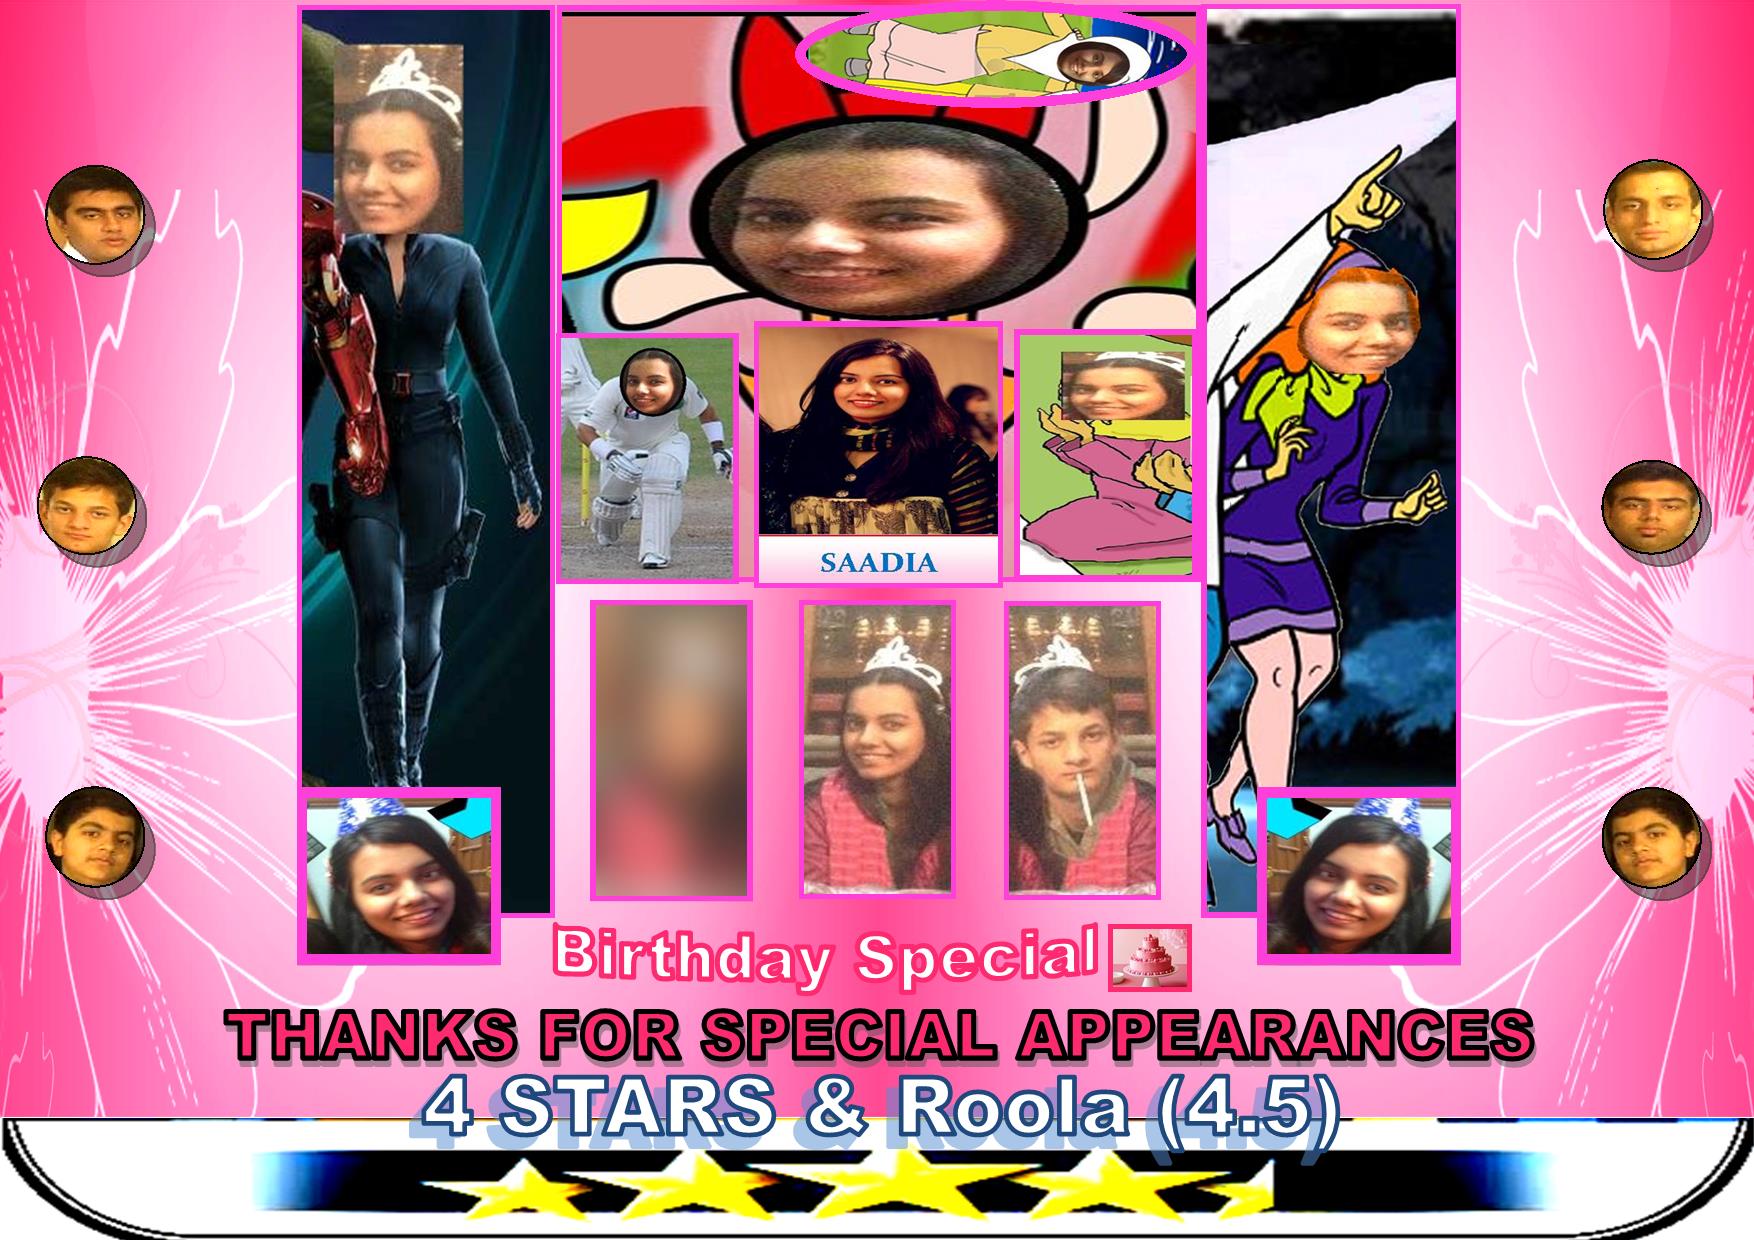 SAADIA
Birthday Special
THANKS FOR SPECIAL APPEARANCES
4 STARS & Roola (4.5)